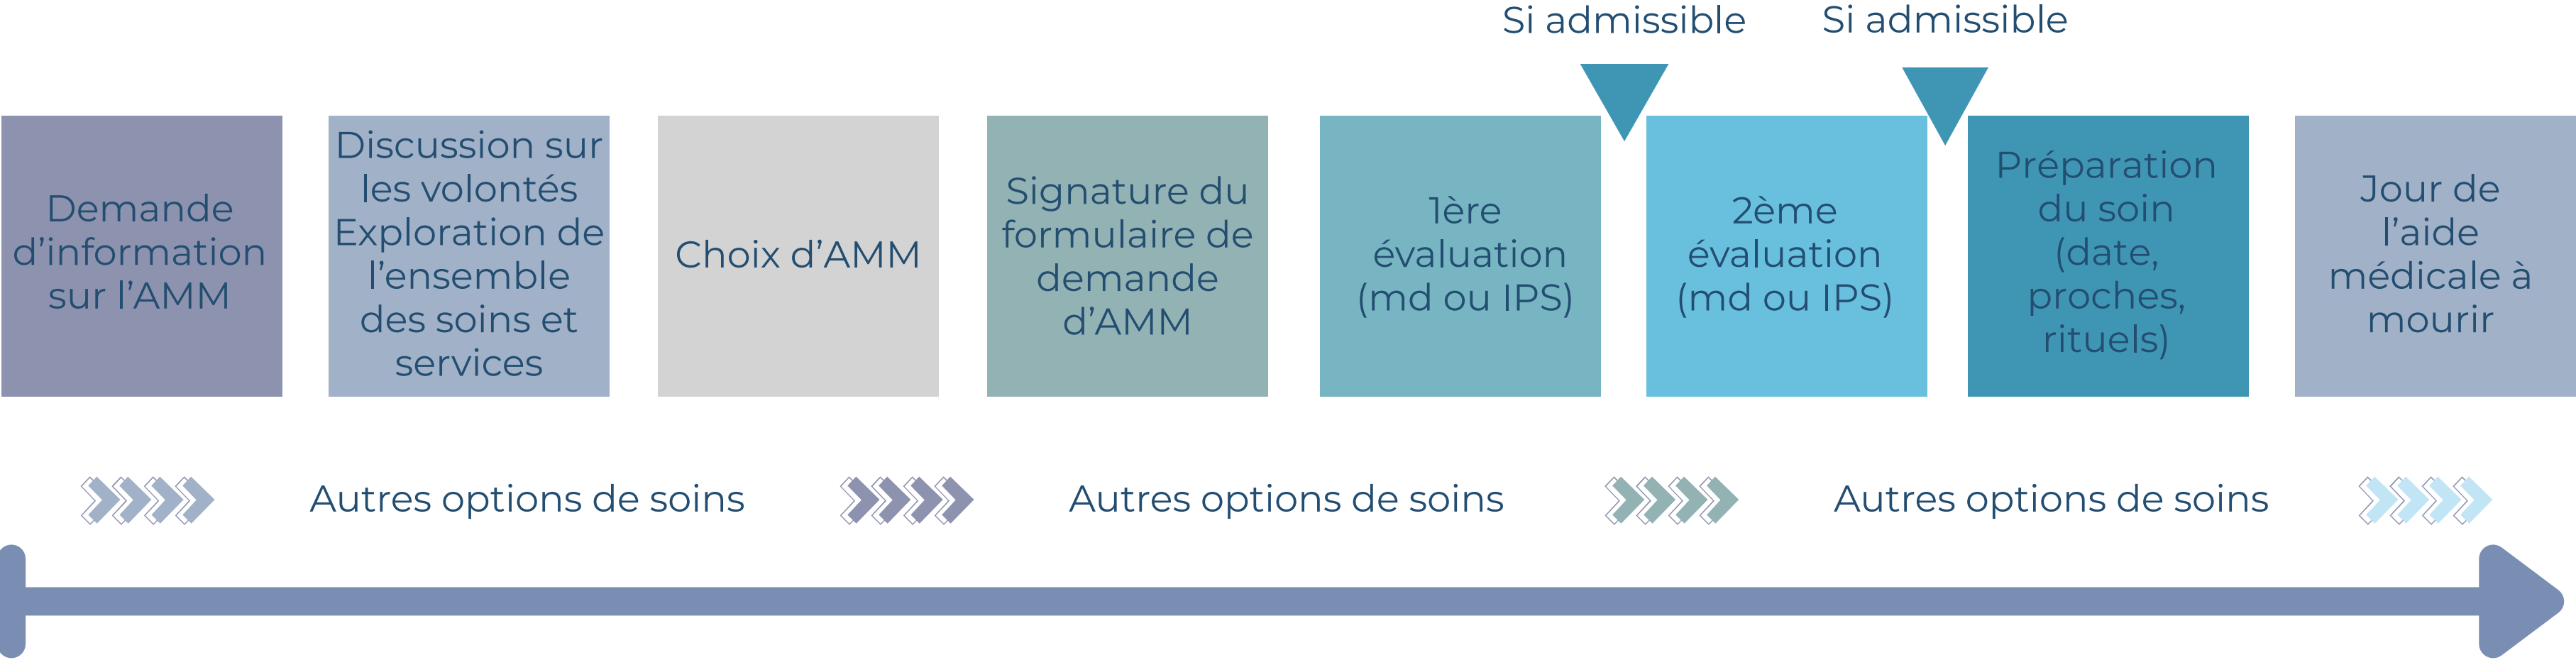 Si admissible
Si admissible
Demande
d’information
sur l’AMM
Discussion sur
les volontés
Exploration de
l’ensemble
des soins et
services
Choix d’AMM
Signature du
formulaire de
demande
d’AMM
1ère
évaluation
(md ou IPS)
2ème
évaluation
(md ou IPS)
Préparation
du soin
(date,
proches,
rituels)
Jour de
l’aide
médicale à
mourir
Autres options de soins
Autres options de soins
Autres options de soins